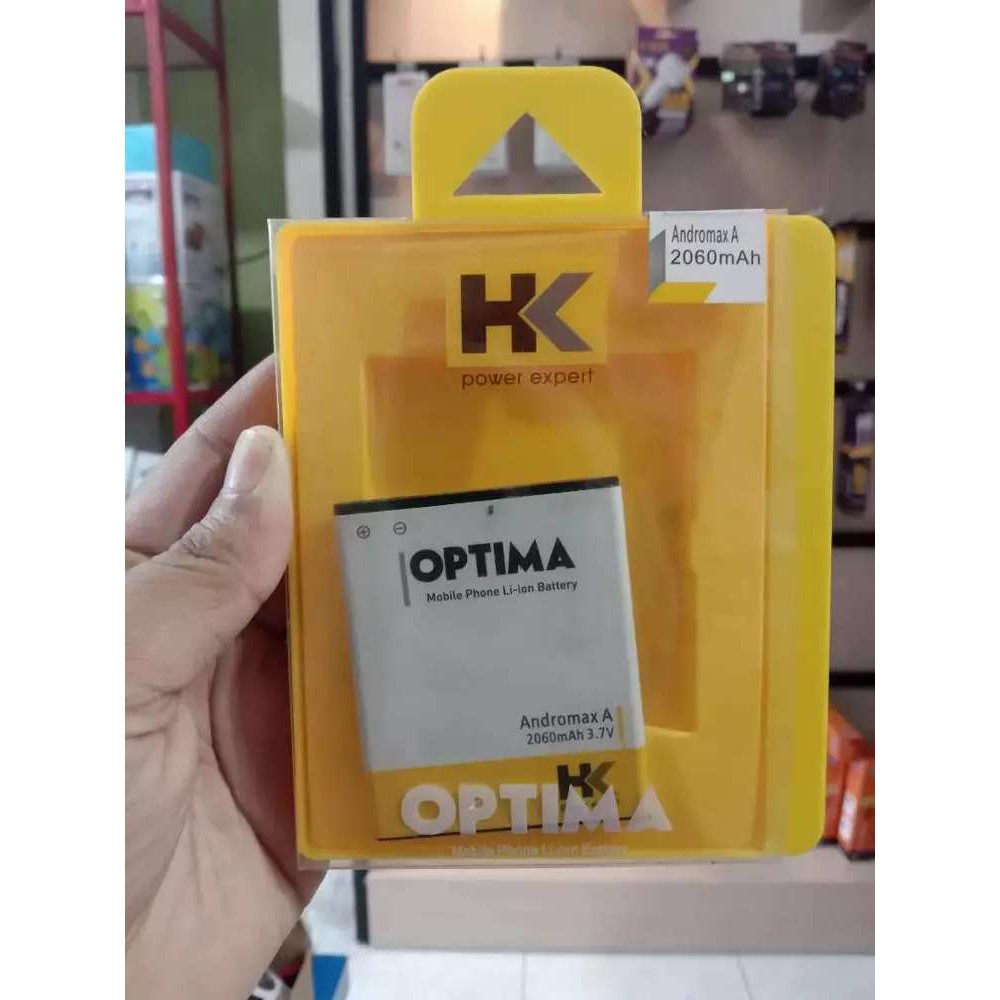 Andromax A
2060mAh
HK
power expert
OPTIMA
Mobile Phone Li-ion Battery
Andromax A
2060mAh 3.7V
HK
OPTIMA
Mobile Phone Li-ion Battery